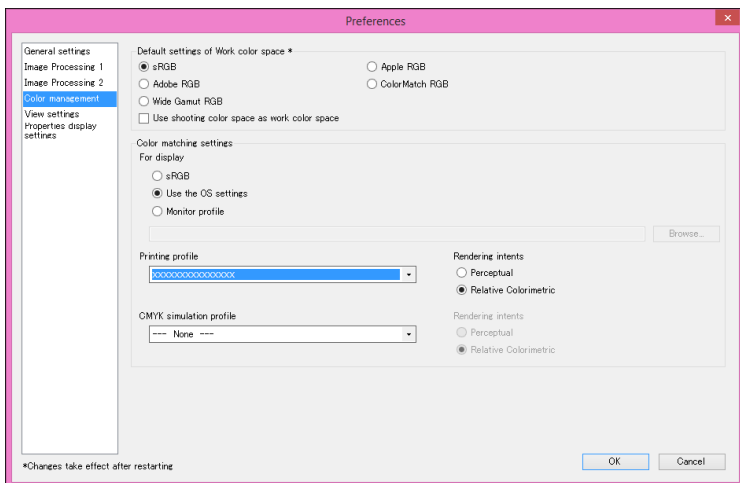 Preferences
General settings
Image Processing 1
Image Processing 2
Color management
View settings
Properties display
settings
Default settings of Work color space *
sRGB
Apple RGB
Adobe RGB
ColorMatch RGB
Wide Gamut RGB
Use shooting color space as work color space
Color matching settings
For display
sRGB
Use the OS settings
Monitor profile
Browse...
Printing profile
XXXXXXXXXXXXXXX
Rendering intents
Perceptual
Relative Colorimetric
CMYK simulation profile
--- None ---
Rendering intents
Perceptual
Relative Colorimetric
*Changes take effect after restarting
OK
Cancel